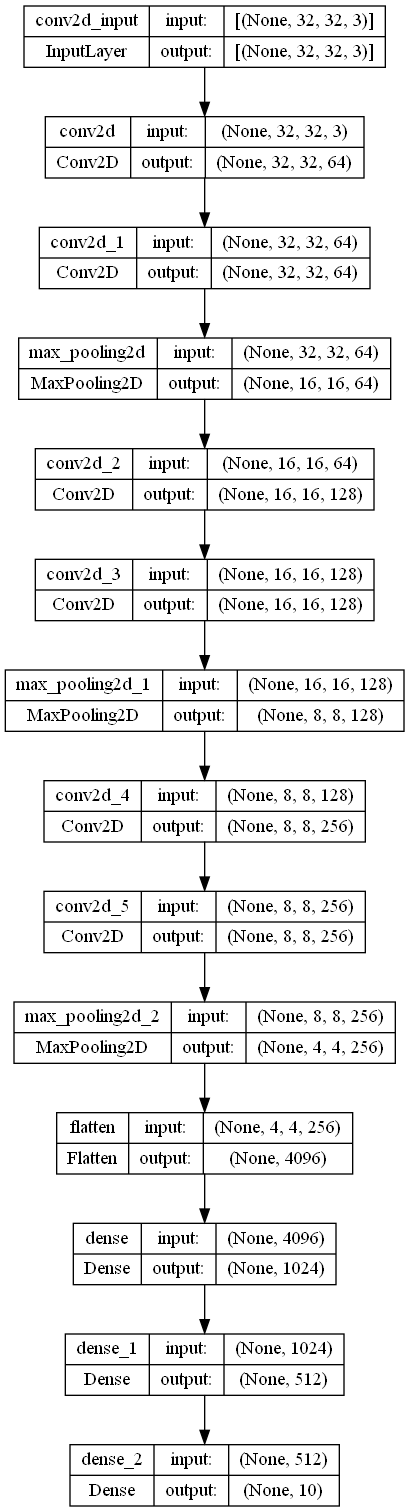 conv2d_input input: [(None, 32, 32, 3)]
InputLayer output: [(None, 32, 32, 3)]
conv2d input: (None, 32, 32, 3)
Conv2D output: (None, 32, 32, 64)
conv2d_1 input: (None, 32, 32, 64)
Conv2D output: (None, 32, 32, 64)
max_pooling2d input: (None, 32, 32, 64)
MaxPooling2D output: (None, 16, 16, 64)
conv2d_2 input: (None, 16, 16, 64)
Conv2D output: (None, 16, 16, 128)
conv2d_3 input: (None, 16, 16, 128)
Conv2D output: (None, 16, 16, 128)
max_pooling2d_1 input: (None, 16, 16, 128)
MaxPooling2D output: (None, 8, 8, 128)
conv2d_4 input: (None, 8, 8, 128)
Conv2D output: (None, 8, 8, 256)
conv2d_5 input: (None, 8, 8, 256)
Conv2D output: (None, 8, 8, 256)
max_pooling2d_2 input: (None, 8, 8, 256)
MaxPooling2D output: (None, 4, 4, 256)
flatten input: (None, 4, 4, 256)
Flatten output: (None, 4096)
dense input: (None, 4096)
Dense output: (None, 1024)
dense_1 input: (None, 1024)
Dense output: (None, 512)
dense_2 input: (None, 512)
Dense output: (None, 10)